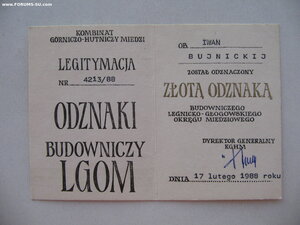 www.FORUMS-SU.com
KOMBINAT
GÓRNICZO-HUTNICZY MIEDZI
LEGITYMACJA
NR 4213/88
ODZNAKI
BUDOWNICZY
LGOM
OB IWAN
BUJNICKIJ
ZOSTAŁ ODZNACZONY
ZŁOTĄ ODZNAKĄ
BUDOWNICZEGO
LEGNICKO-GŁOGOWSKIEGO
OKRĘGU MIEDZIOWEGO
DYREKTOR GENERALNY
KGHM
DNIA 17 lutego 1988 roku